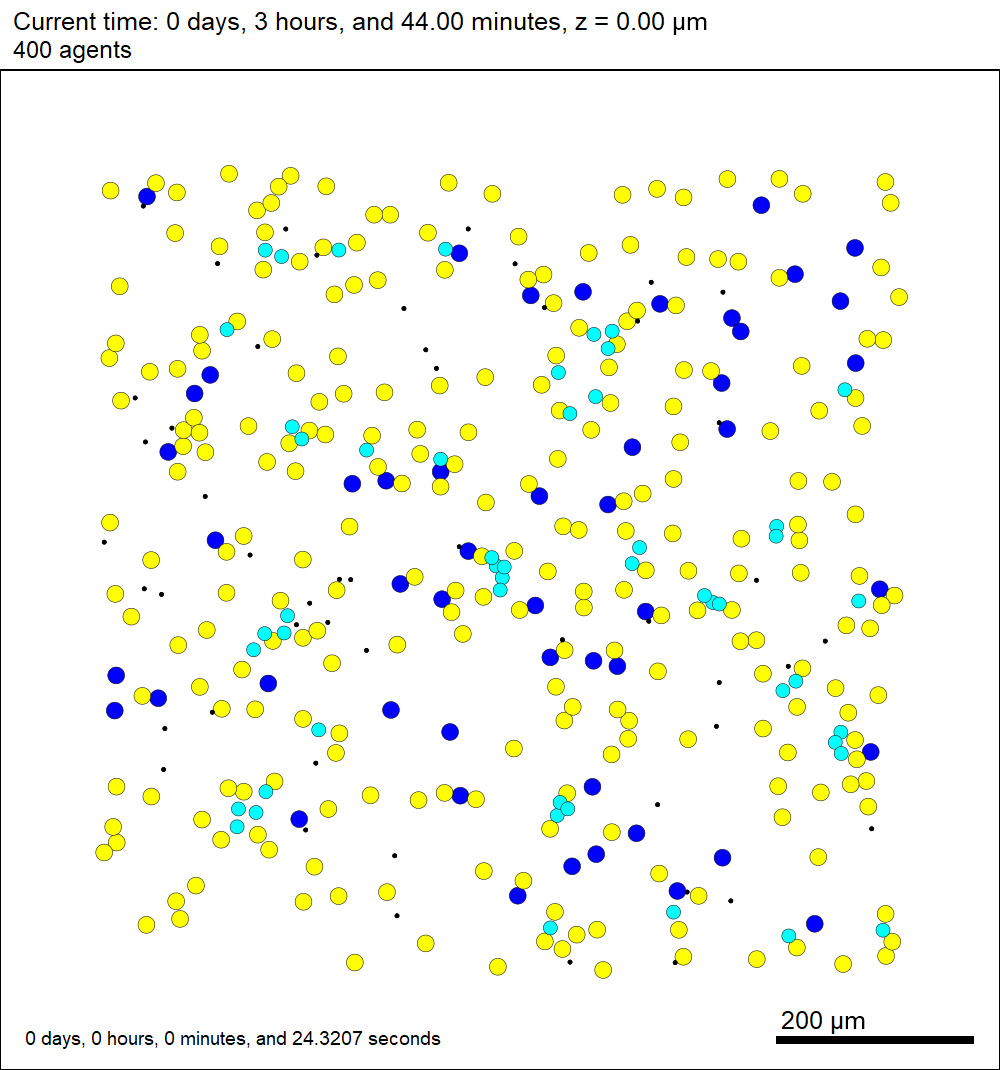 Current time: 0 days, 3 hours, and 44.00 minutes, z = 0.00 μm
400 agents
200 μm
0 days, 0 hours, 0 minutes, and 24.3207 seconds